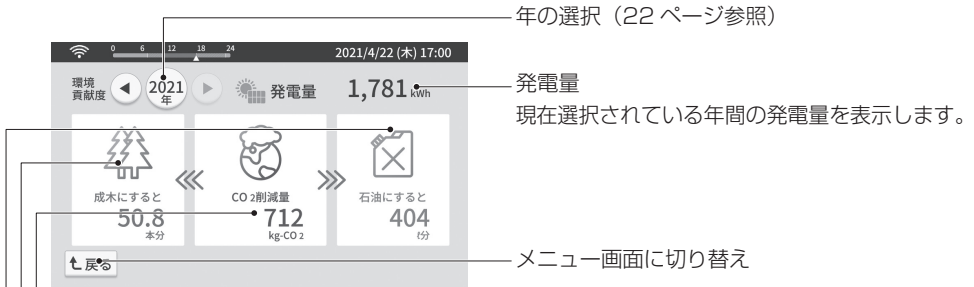 年の選択（22 ページ参照）
0 6 12 18 24
2021/4/22 (木) 17:00
環境
貢献度
2021
年
発電量
1,781 kWh
発電量
現在選択されている年間の発電量を表示します。
成木にすると
50.8
本分
CO 2削減量
712
kg-CO 2
石油にすると
404
ℓ分
戻る
メニュー画面に切り替え